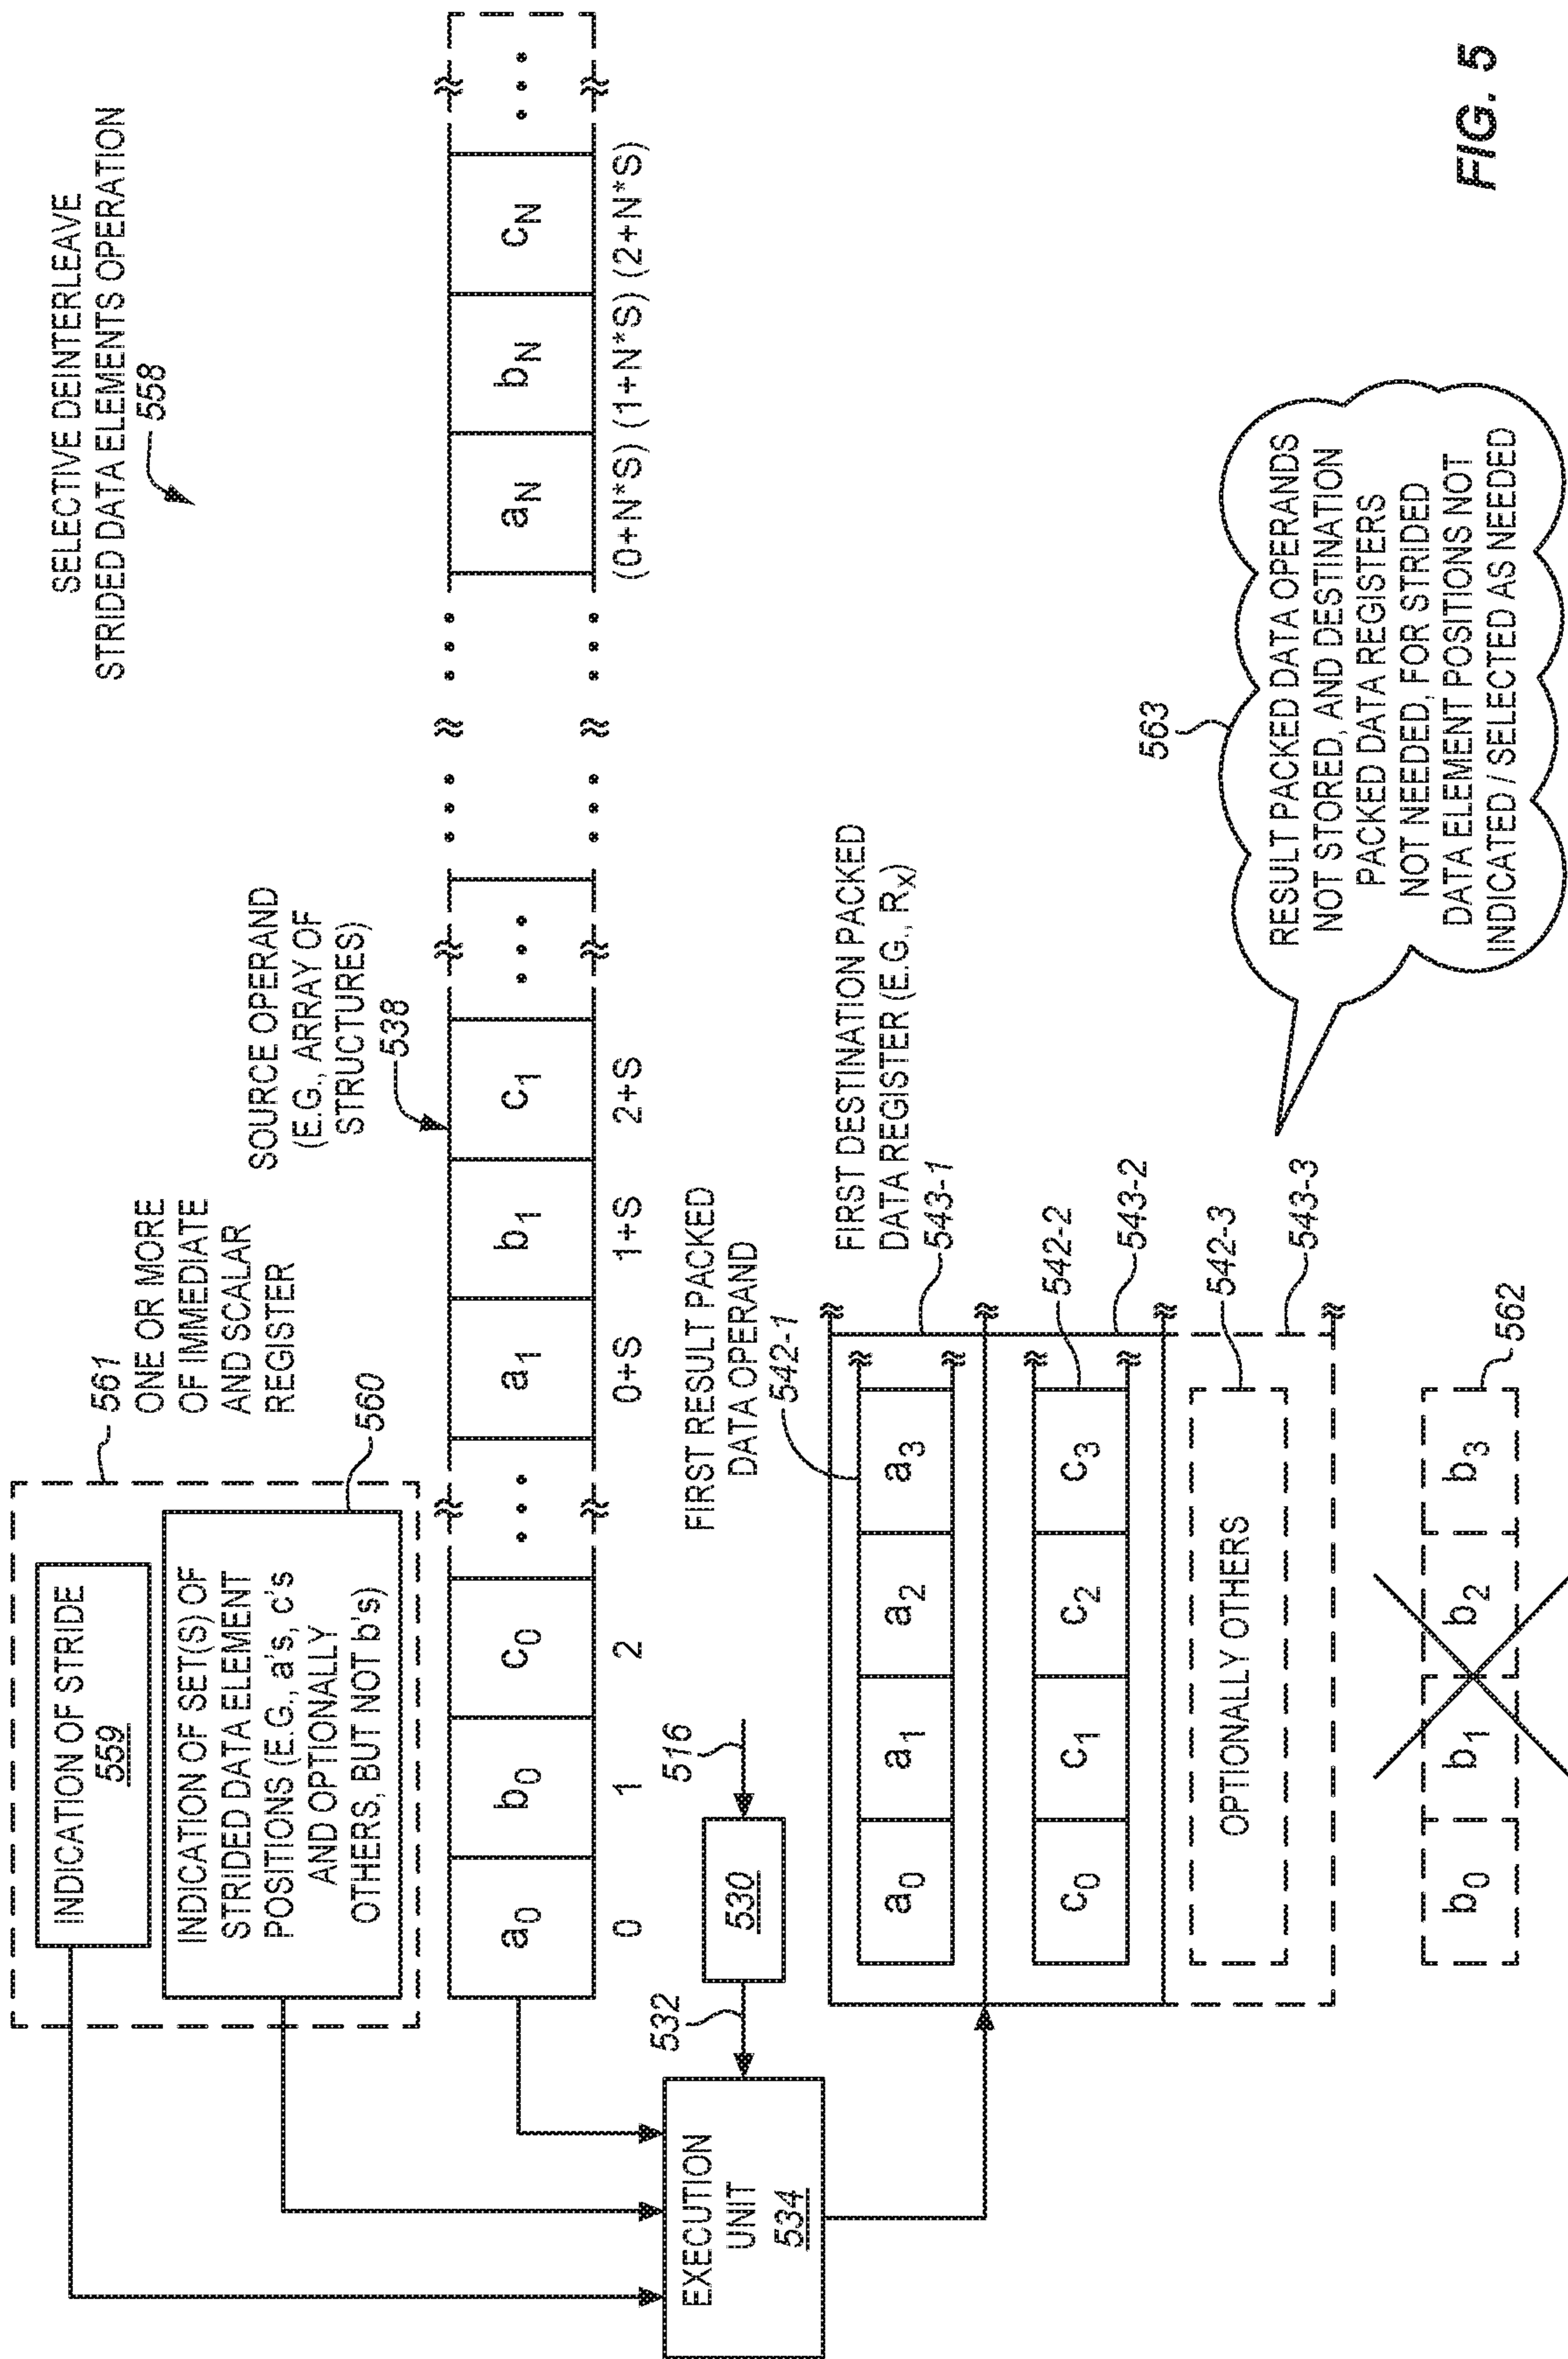 SELECTIVE DEINTERLEAVE
STRIDED DATA ELEMENTS OPERATION
558
561
ONE OR MORE
OF IMMEDIATE
AND SCALAR
REGISTER
INDICATION OF STRIDE
559
INDICATION OF SET(S) OF
STRIDED DATA ELEMENT
POSITIONS (E.G., a's, c's
AND OPTIONALLY
OTHERS, BUT NOT b's)
560
SOURCE OPERAND
(E.G., ARRAY OF
STRUCTURES)
538
a0 b0 c0 • • • a1 b1 c1 • • • • • • • • • aN bN cN • • •
0 1 2 0+S 1+S 2+S • • • • • • (0+N*S) (1+N*S) (2+N*S)
516
530
532
EXECUTION
UNIT
534
FIRST RESULT PACKED
DATA OPERAND
542-1
FIRST DESTINATION PACKED
DATA REGISTER (E.G., RX)
543-1
a0 a1 a2 a3
542-2
c0 c1 c2 c3
543-2
542-3
OPTIONALLY OTHERS
543-3
562
b0 b1 b2 b3
563
RESULT PACKED DATA OPERANDS
NOT STORED, AND DESTINATION
PACKED DATA REGISTERS
NOT NEEDED, FOR STRIDED
DATA ELEMENT POSITIONS NOT
INDICATED / SELECTED AS NEEDED
FIG. 5